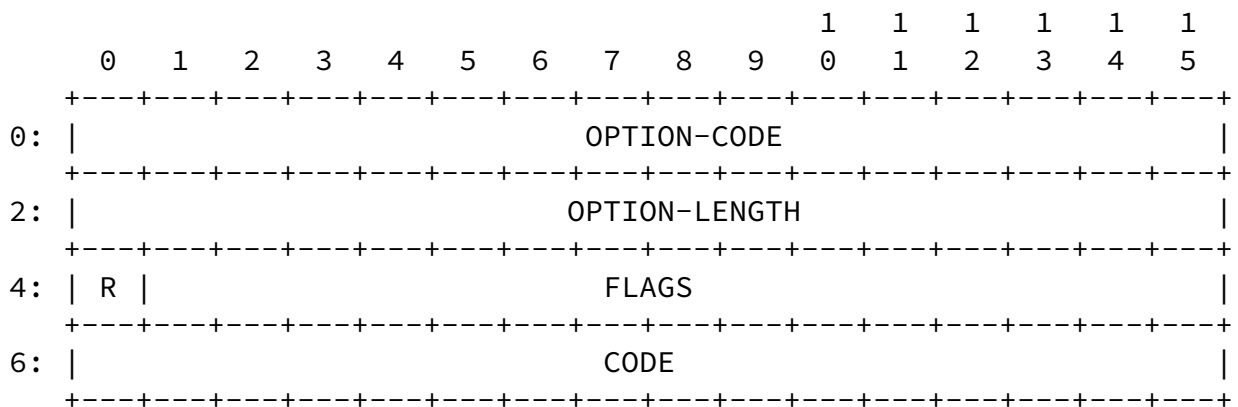 1   1   1   1   1   1
        0   1   2   3   4   5   6   7   8   9   0   1   2   3   4   5
      +---+---+---+---+---+---+---+---+---+---+---+---+---+---+---+---+
0: |                          OPTION-CODE                          |
      +---+---+---+---+---+---+---+---+---+---+---+---+---+---+---+---+
2: |                         OPTION-LENGTH                         |
      +---+---+---+---+---+---+---+---+---+---+---+---+---+---+---+---+
4: | R |                         FLAGS                             |
      +---+---+---+---+---+---+---+---+---+---+---+---+---+---+---+---+
6: |                           CODE                                |
      +---+---+---+---+---+---+---+---+---+---+---+---+---+---+---+---+